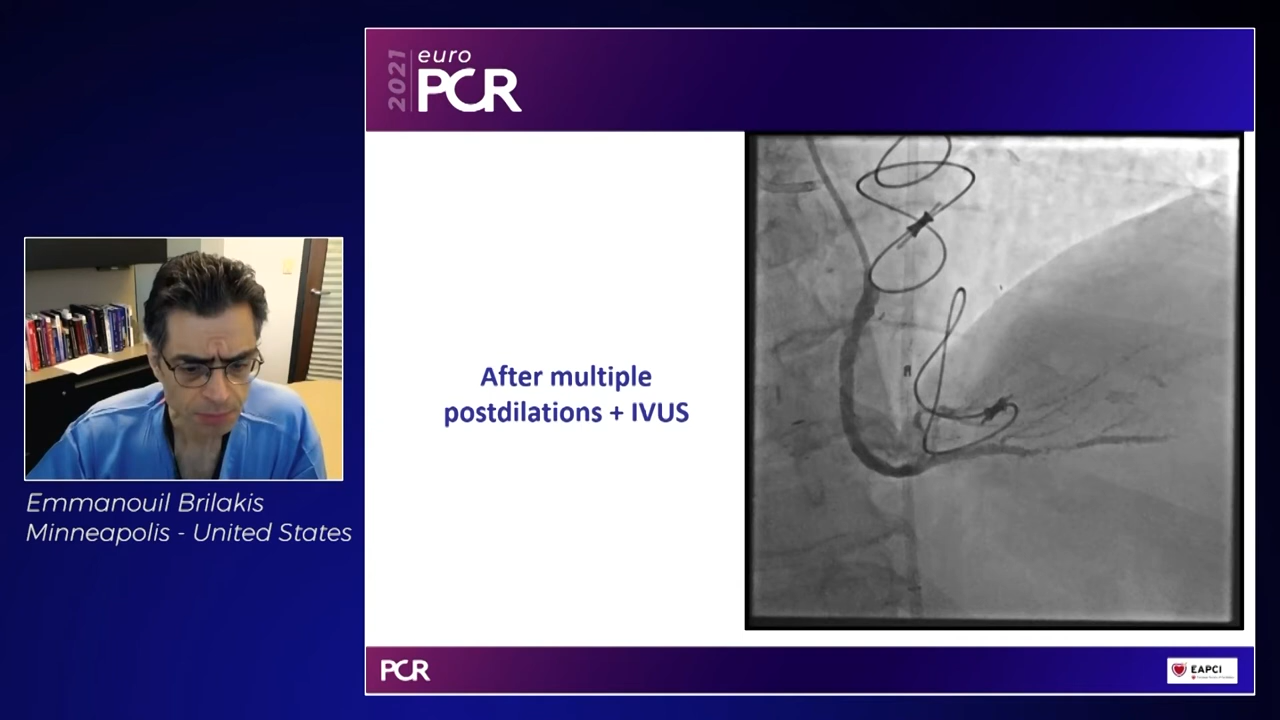 2021
euro
PCR
After multiple
postdilations + IVUS
Emmanouil Brilakis
Minneapolis - United States
PCR
EAPCI